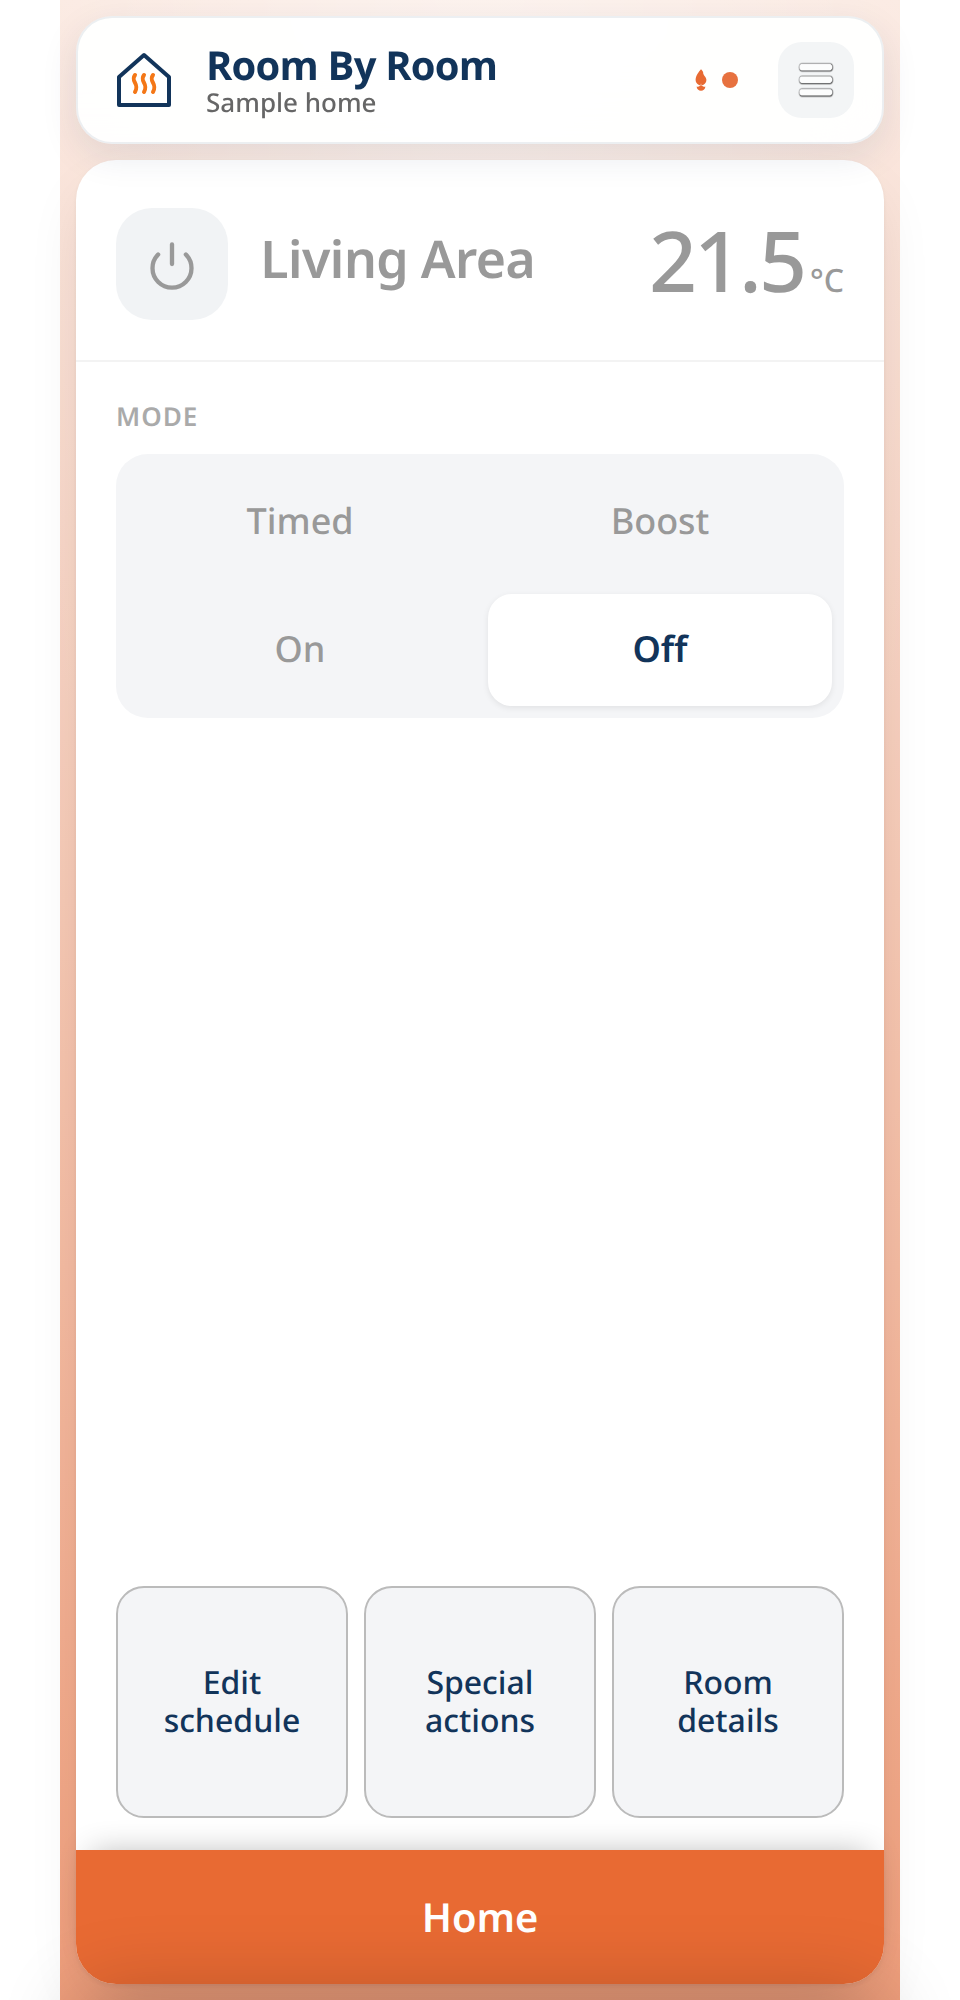 Room By Room
Sample home
Living Area
21.5 °C
MODE
Timed
Boost
On
Off
Edit
schedule
Special
actions
Room
details
Home